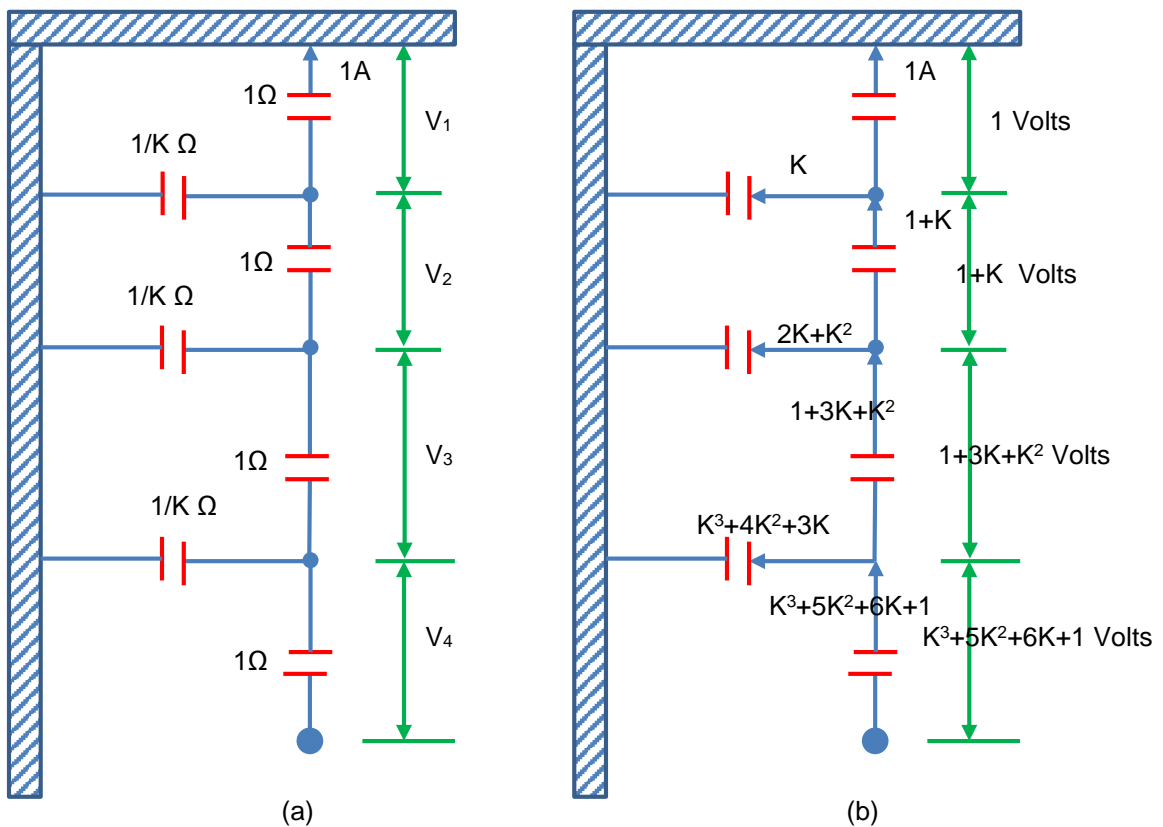 1A
1Ω
V₁
1/K Ω
1Ω
V₂
1/K Ω
1Ω
V₃
1/K Ω
1Ω
V₄
(a)
1A
1 Volts
K
1+K
1+K Volts
2K+K²
1+3K+K²
1+3K+K² Volts
K³+4K²+3K
K³+5K²+6K+1
K³+5K²+6K+1 Volts
(b)